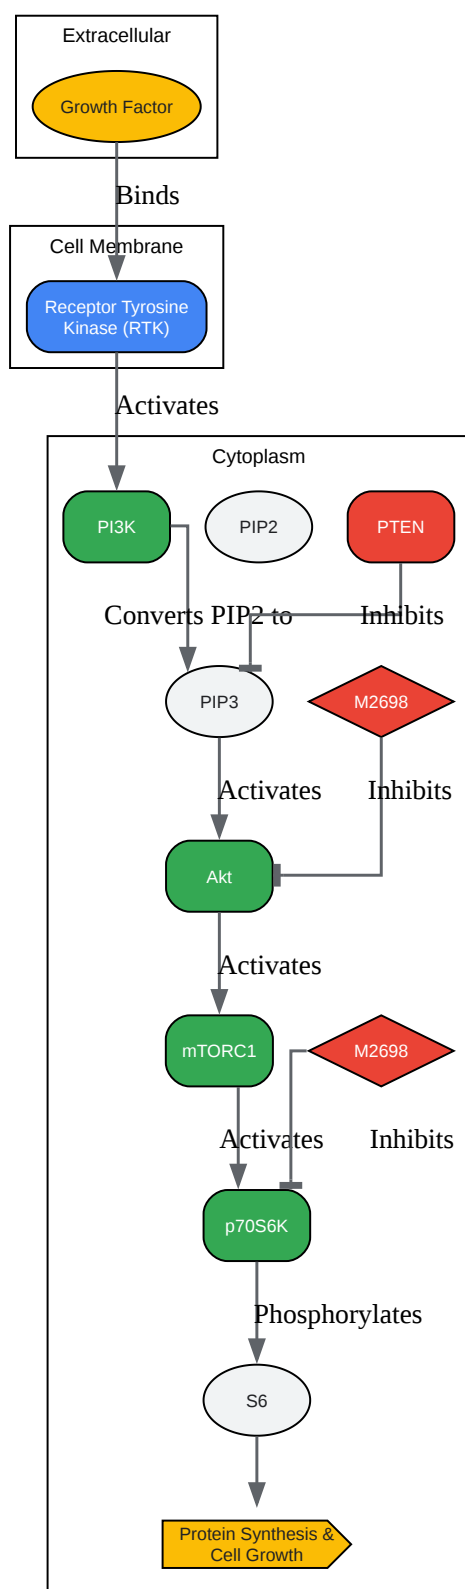 Extracellular
Growth Factor
Binds
Cell Membrane
Receptor Tyrosine
Kinase (RTK)
Activates
Cytoplasm
PI3K
PIP2
PTEN
Converts PIP2 to
Inhibits
PIP3
M2698
Activates
Inhibits
Akt
Activates
mTORC1
M2698
Activates
Inhibits
p70S6K
Phosphorylates
S6
Protein Synthesis &
Cell Growth